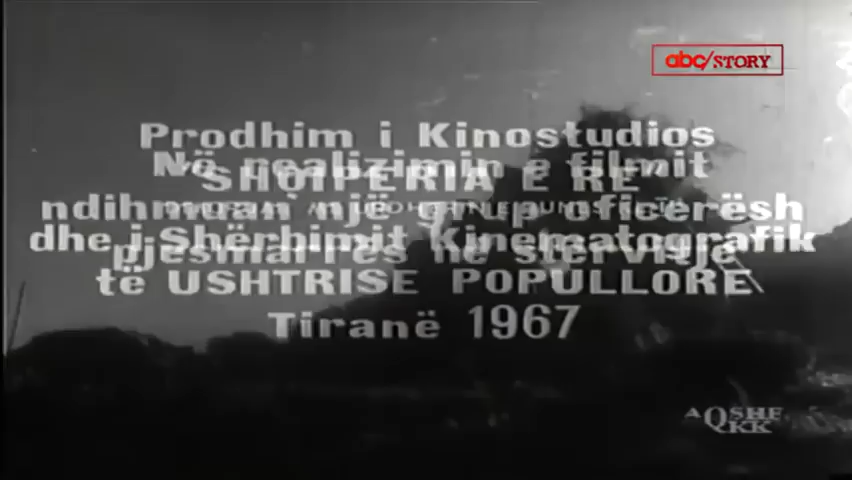 abc/STORY
Prodhim i Kinostudios
Në realizimin e filmit
SHQIPERIA E RE
ndihmuan një grup oficerësh
dhe i Shërbimit Kinematografik
pjesmarrës në stërvitje
të USHTRISE POPULLORE
Tiranë 1967
AQSHF
QKK